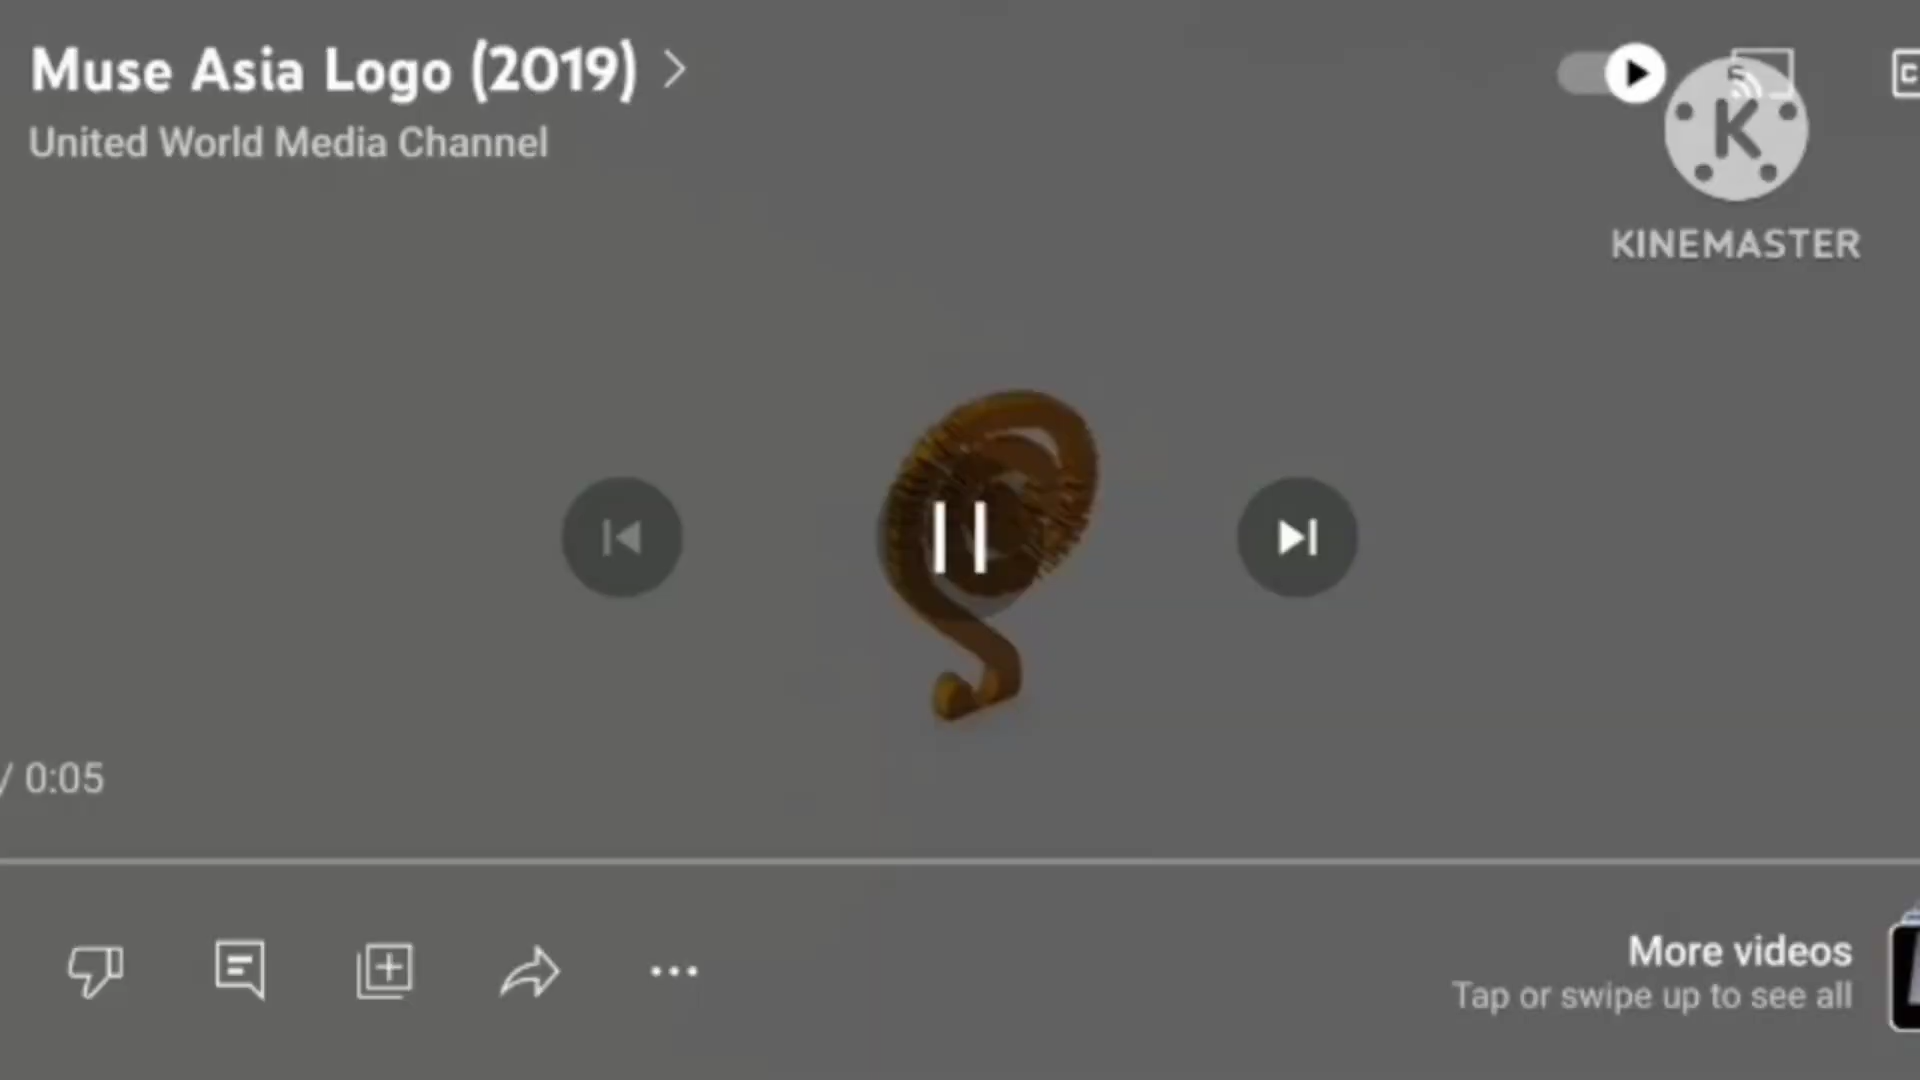 Muse Asia Logo (2019)
United World Media Channel
K
KINEMASTER
/ 0:05
More videos
Tap or swipe up to see all